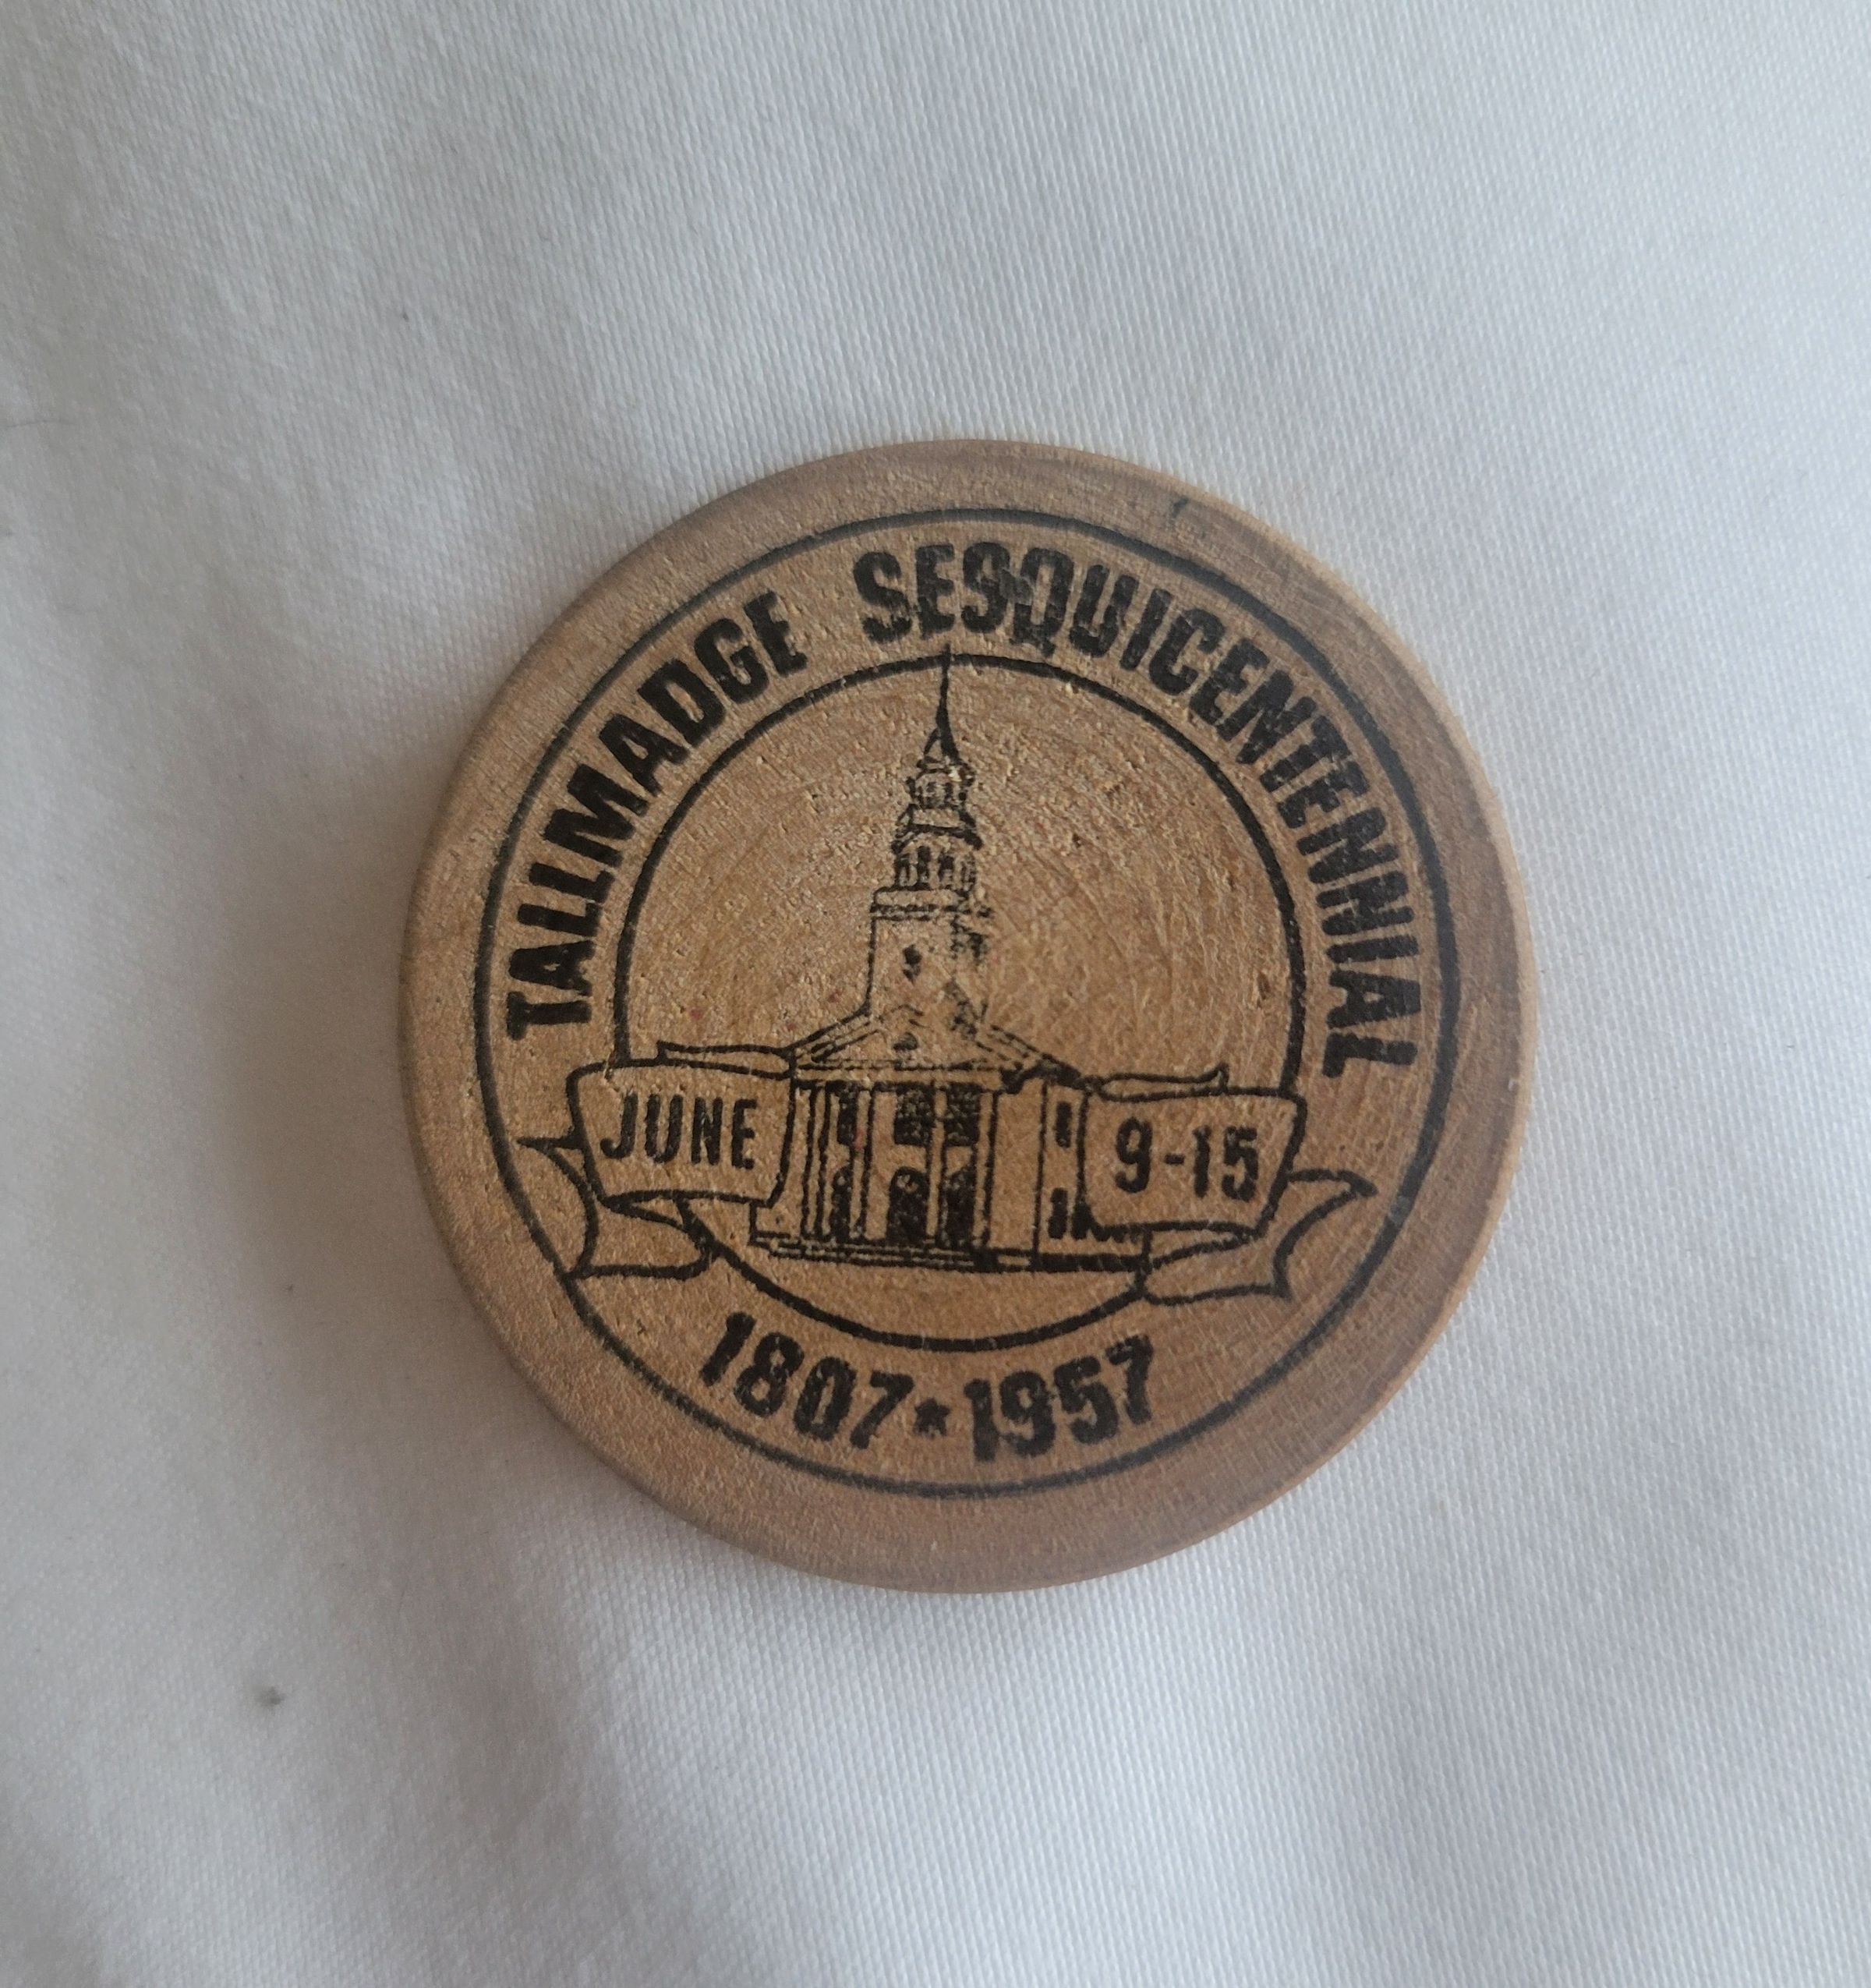 TALLMADGE SESQUICENTENNIAL
JUNE 9-15
1807*1957